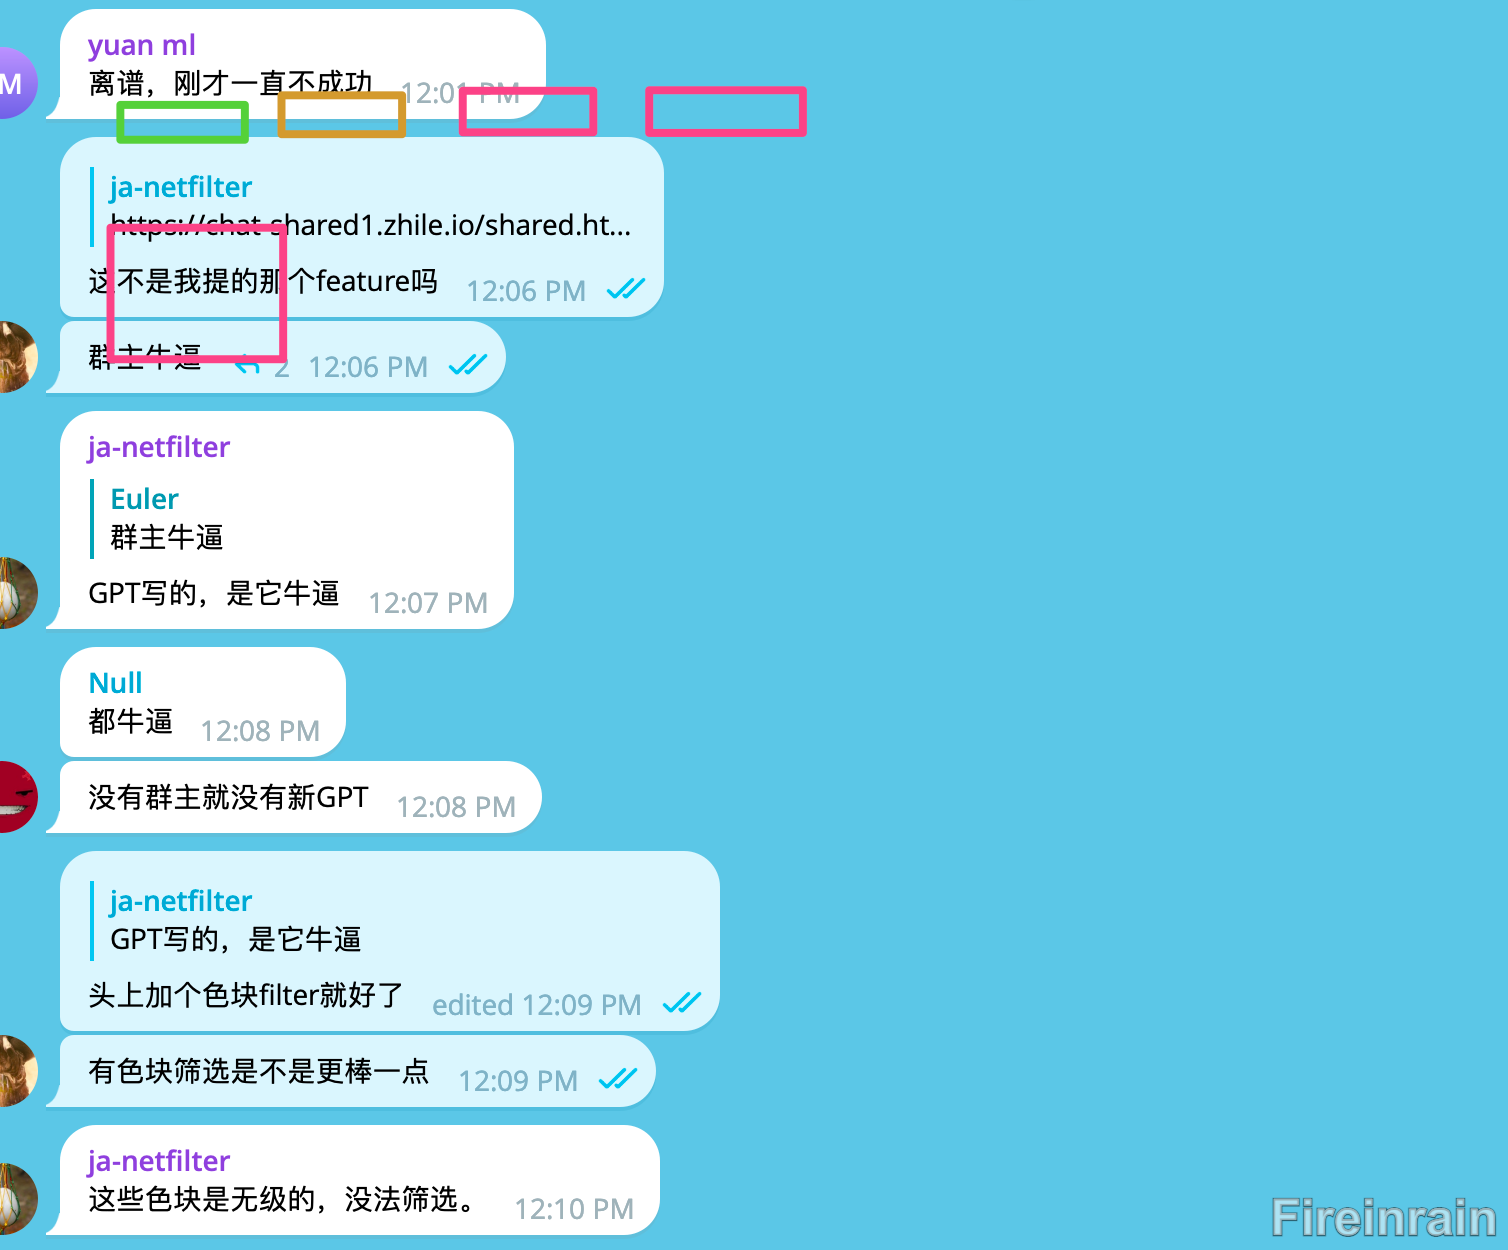 yuan ml
M
离谱，刚才一直不成功 12:01 PM
ja-netfilter
https://chat-shared1.zhile.io/shared.ht...
这不是我提的那个feature吗 12:06 PM
群主牛逼 2 12:06 PM
ja-netfilter
Euler
群主牛逼
GPT写的，是它牛逼 12:07 PM
Null
都牛逼 12:08 PM
没有群主就没有新GPT 12:08 PM
ja-netfilter
GPT写的，是它牛逼
头上加个色块filter就好了 edited 12:09 PM
有色块筛选是不是更棒一点 12:09 PM
ja-netfilter
这些色块是无级的，没法筛选。 12:10 PM
Fireinrain